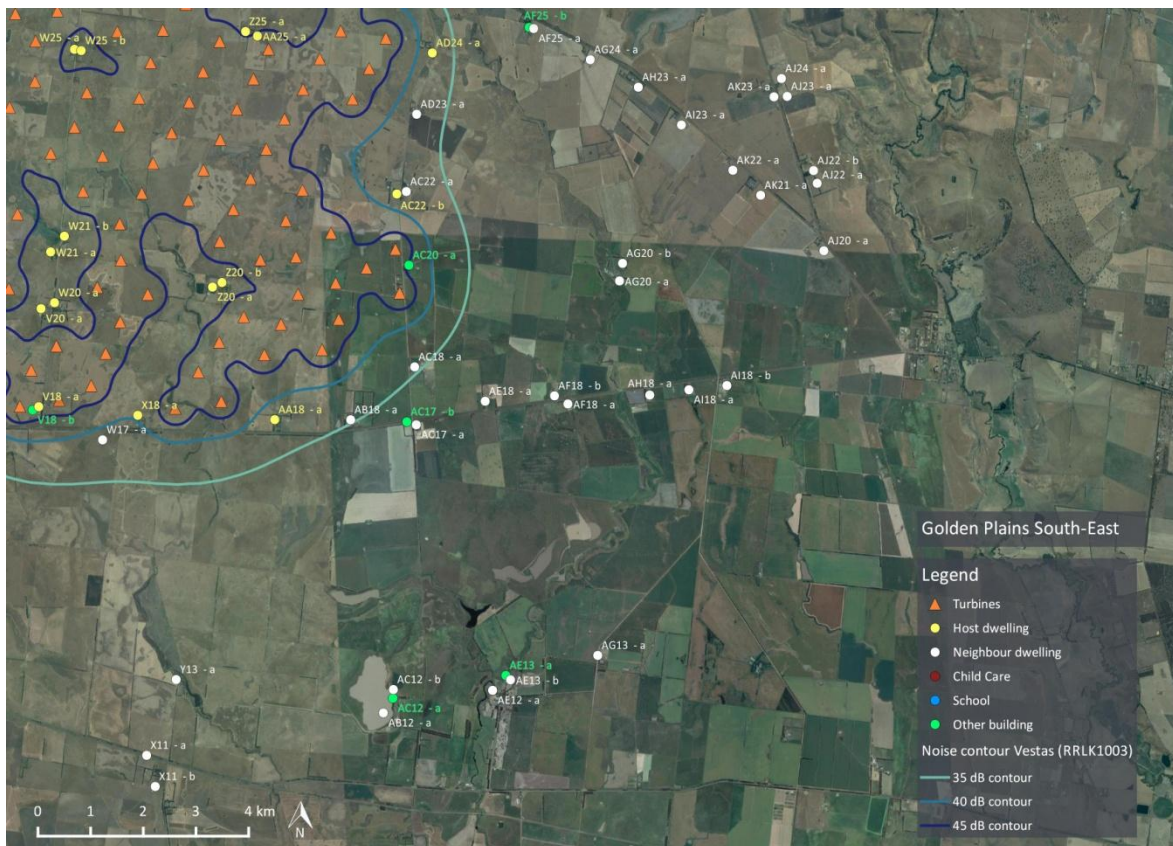 Z25 - a
AF25 - b
W25 - a
W25 - b
AA25 - a
AF25 - a
AD24 - a
AG24 - a
AJ24 - a
AH23 - a
AK23 - a
AJ23 - a
AD23 - a
AI23 - a
AK22 - a
AJ22 - b
AC22 - a
AJ22 - a
AC22 - b
AK21 - a
W21 - b
W21 - a
AC20 - a
AG20 - b
AJ20 - a
Z20 - b
AG20 - a
Z20 - a
W20 - a
V20 - a
AC18 - a
AI18 - b
AF18 - b
AH18 - a
AE18 - a
V18 - a
AF18 - a
AI18 - a
V18 - b
X18 - a
AA18 - a
AB18 - a
AC17 - b
W17 - a
AC17 - a
Golden Plains South-East
Legend
Turbines
Host dwelling
Neighbour dwelling
Child Care
School
Other building
Noise contour Vestas (RRLK1003)
35 dB contour
40 dB contour
45 dB contour
AG13 - a
Y13 - a
AE13 - a
AC12 - b
AE13 - b
AC12 - a
AE12 - a
AB12 - a
X11 - a
X11 - b
0 1 2 3 4 km
N